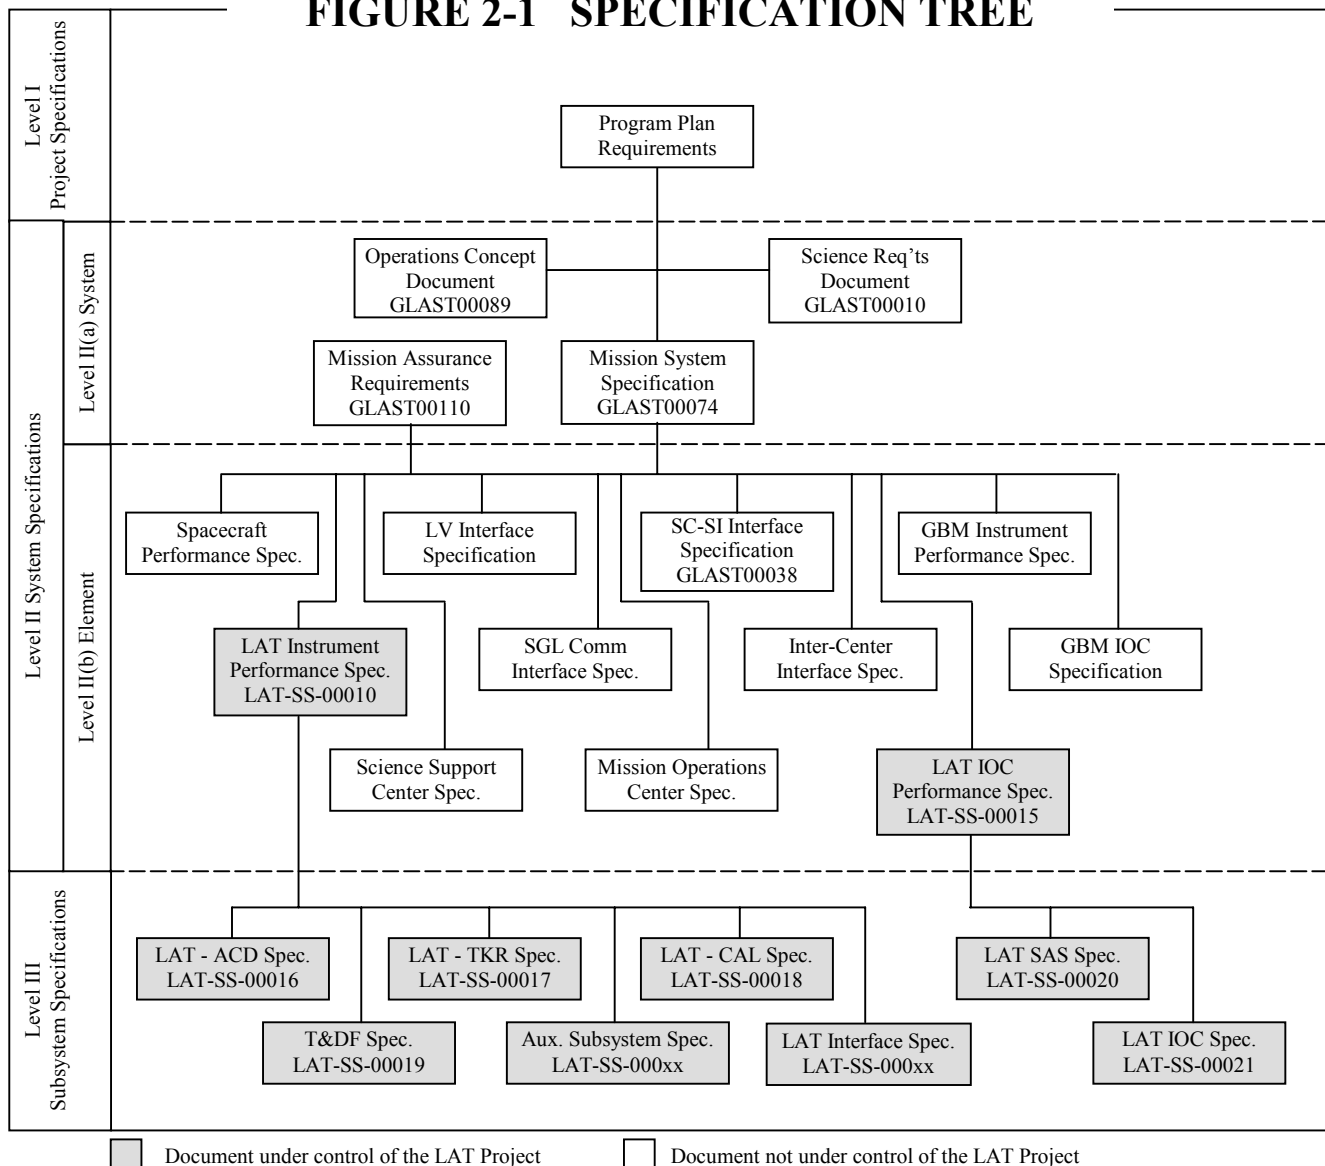 FIGURE 2-1 SPECIFICATION TREE
Level I
Project Specifications
Program Plan
Requirements
Level II System Specifications
Level II(a) System
Operations Concept
Document
GLAST00089
Science Req'ts
Document
GLAST00010
Mission Assurance
Requirements
GLAST00110
Mission System
Specification
GLAST00074
Level II(b) Element
Spacecraft
Performance Spec.
LV Interface
Specification
SC-SI Interface
Specification
GLAST00038
GBM Instrument
Performance Spec.
LAT Instrument
Performance Spec.
LAT-SS-00010
SGL Comm
Interface Spec.
Inter-Center
Interface Spec.
GBM IOC
Specification
Science Support
Center Spec.
Mission Operations
Center Spec.
LAT IOC
Performance Spec.
LAT-SS-00015
Level III
Subsystem Specifications
LAT - ACD Spec.
LAT-SS-00016
LAT - TKR Spec.
LAT-SS-00017
LAT - CAL Spec.
LAT-SS-00018
LAT SAS Spec.
LAT-SS-00020
T&DF Spec.
LAT-SS-00019
Aux. Subsystem Spec.
LAT-SS-000xx
LAT Interface Spec.
LAT-SS-000xx
LAT IOC Spec.
LAT-SS-00021
Document under control of the LAT Project
Document not under control of the LAT Project